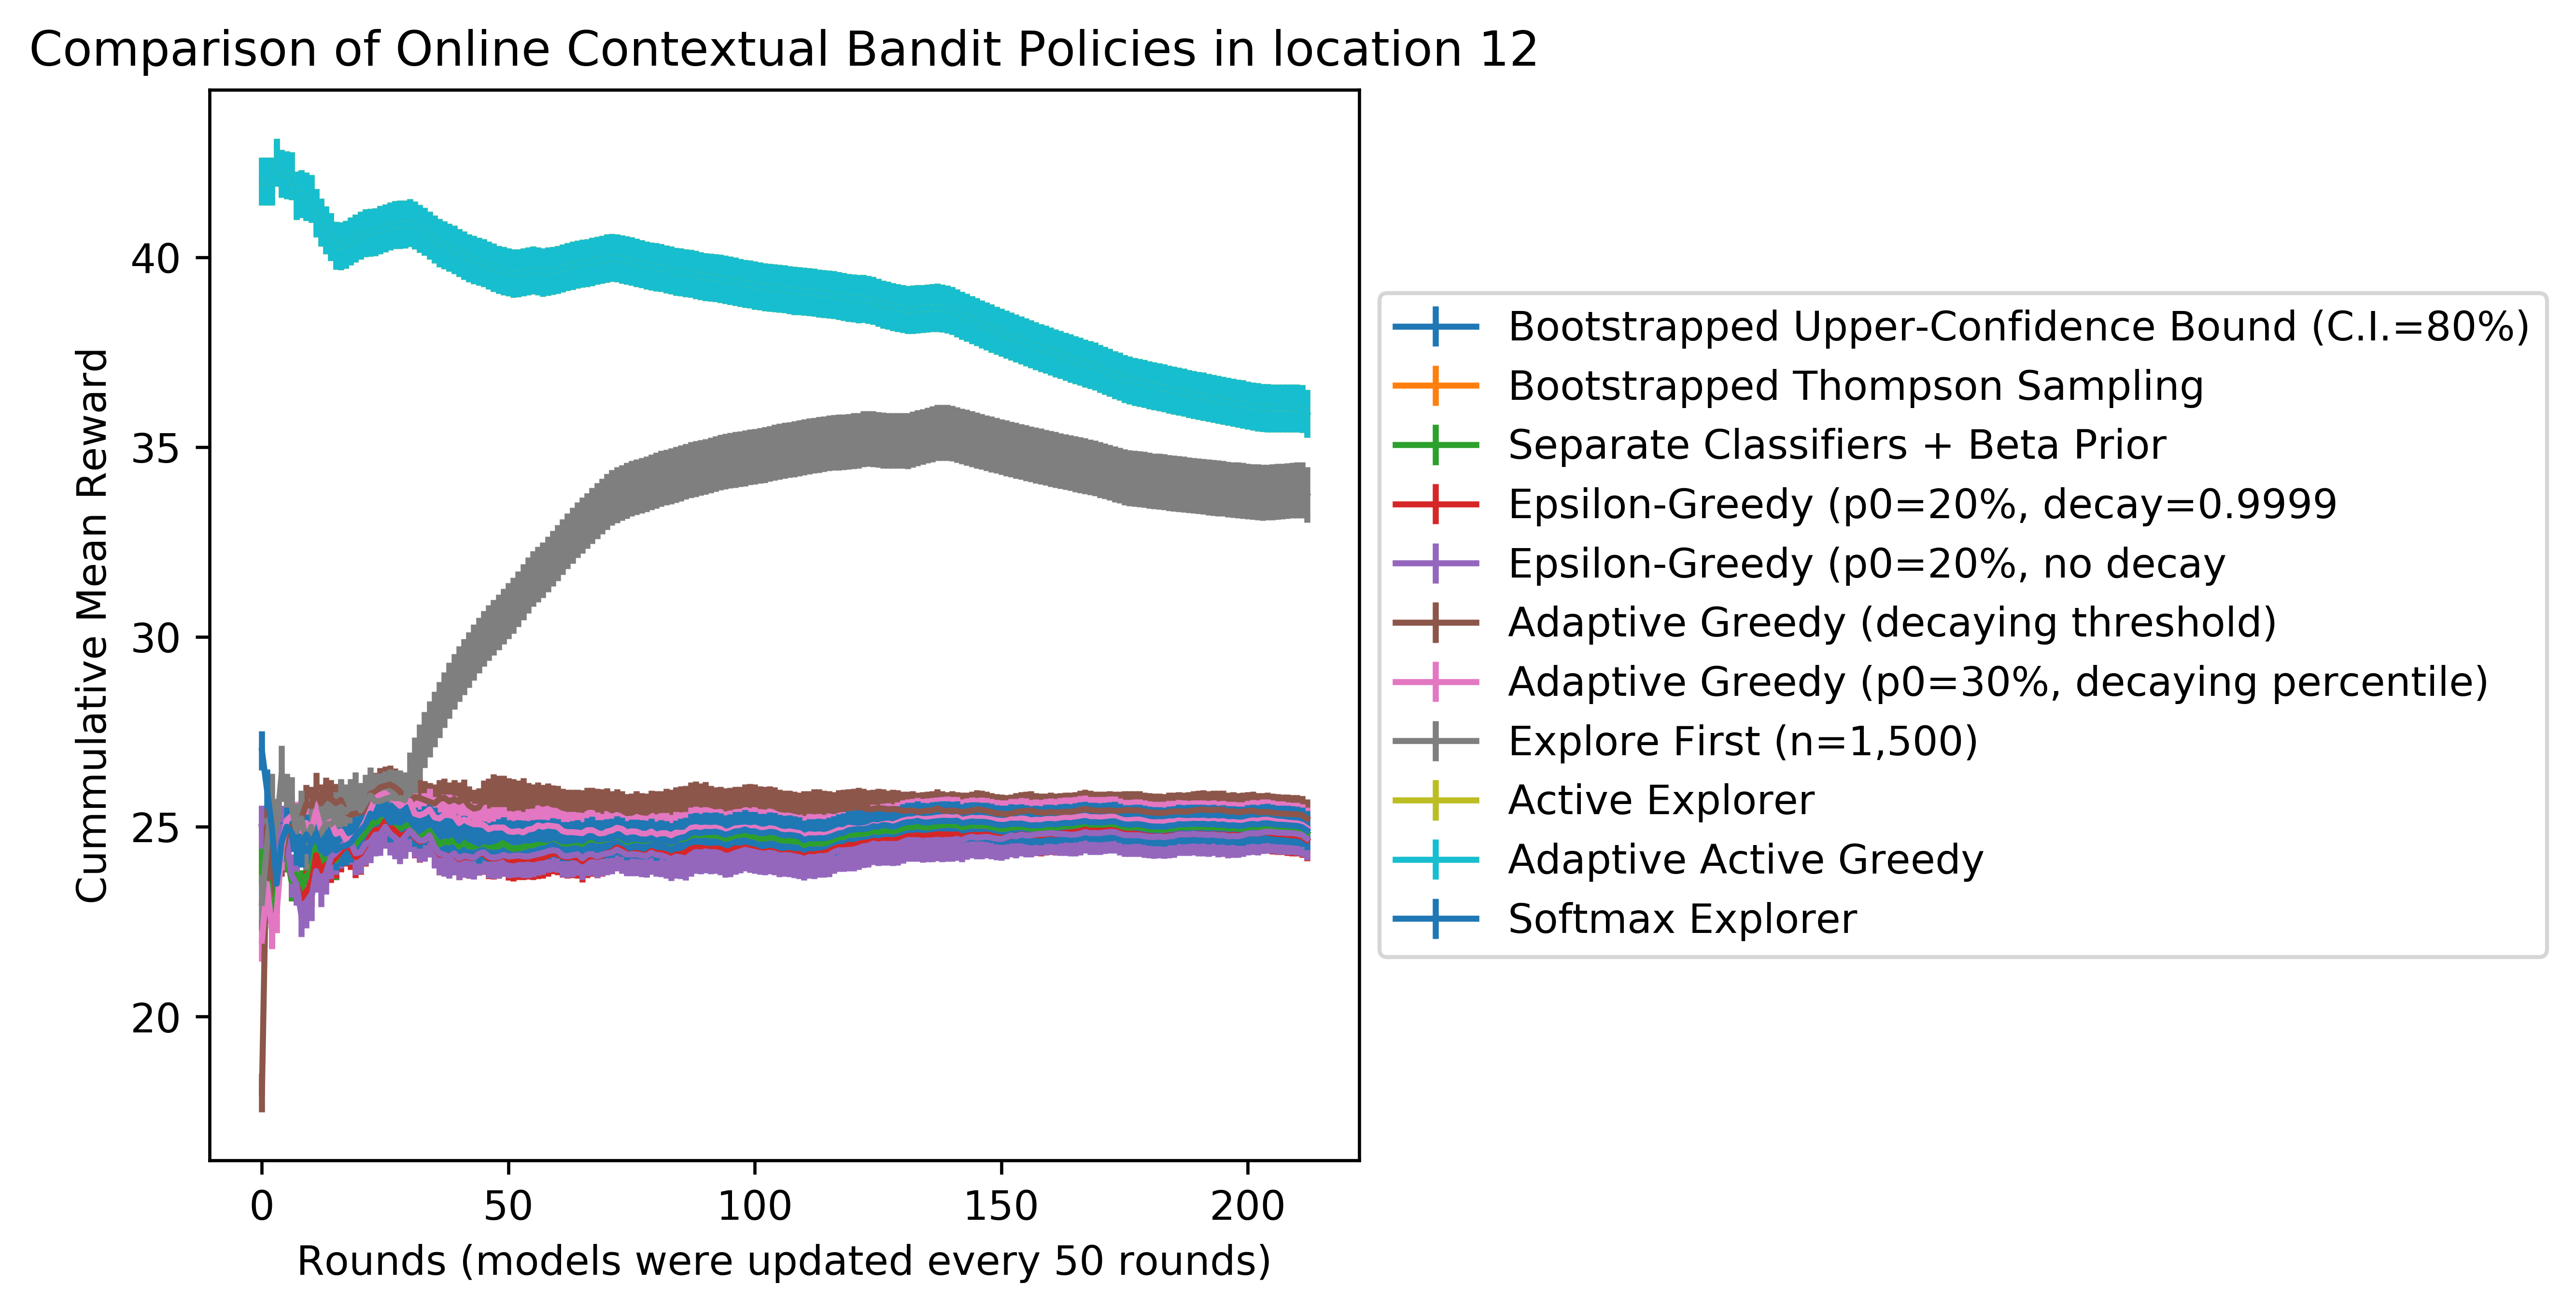 Comparison of Online Contextual Bandit Policies in location 12
Cummulative Mean Reward
40
35
30
25
20
0 50 100 150 200
Rounds (models were updated every 50 rounds)
Bootstrapped Upper-Confidence Bound (C.I.=80%)
Bootstrapped Thompson Sampling
Separate Classifiers + Beta Prior
Epsilon-Greedy (p0=20%, decay=0.9999
Epsilon-Greedy (p0=20%, no decay
Adaptive Greedy (decaying threshold)
Adaptive Greedy (p0=30%, decaying percentile)
Explore First (n=1,500)
Active Explorer
Adaptive Active Greedy
Softmax Explorer